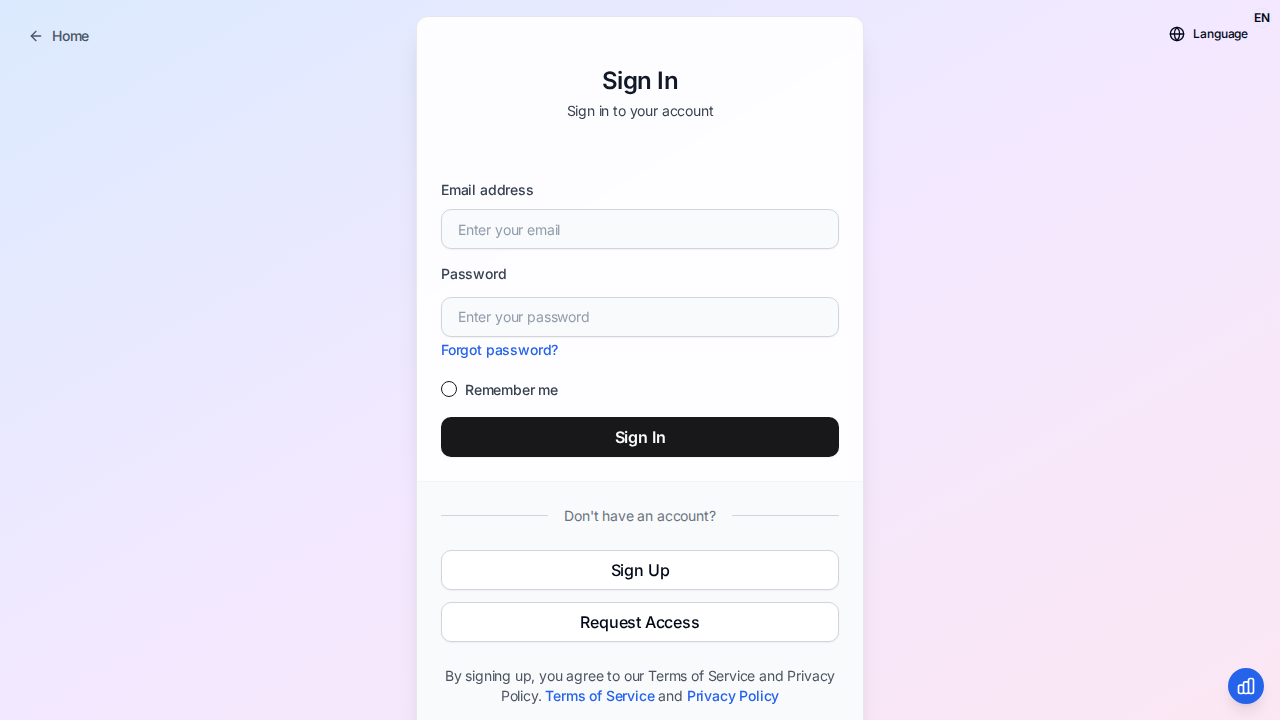 Home
EN
Language
Sign In
Sign in to your account
Email address
Enter your email
Password
Enter your password
Forgot password?
Remember me
Sign In
Don't have an account?
Sign Up
Request Access
By signing up, you agree to our Terms of Service and Privacy
Policy. Terms of Service and Privacy Policy